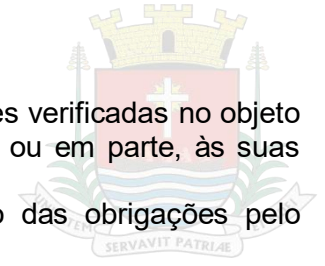 es verificadas no objeto
ou em parte, às suas
o das obrigações pelo
SERVAVIT PATRIAE